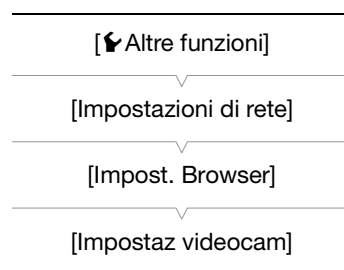 [Altre funzioni]
[Impostazioni di rete]
[Impost. Browser]
[Impostaz videocam]